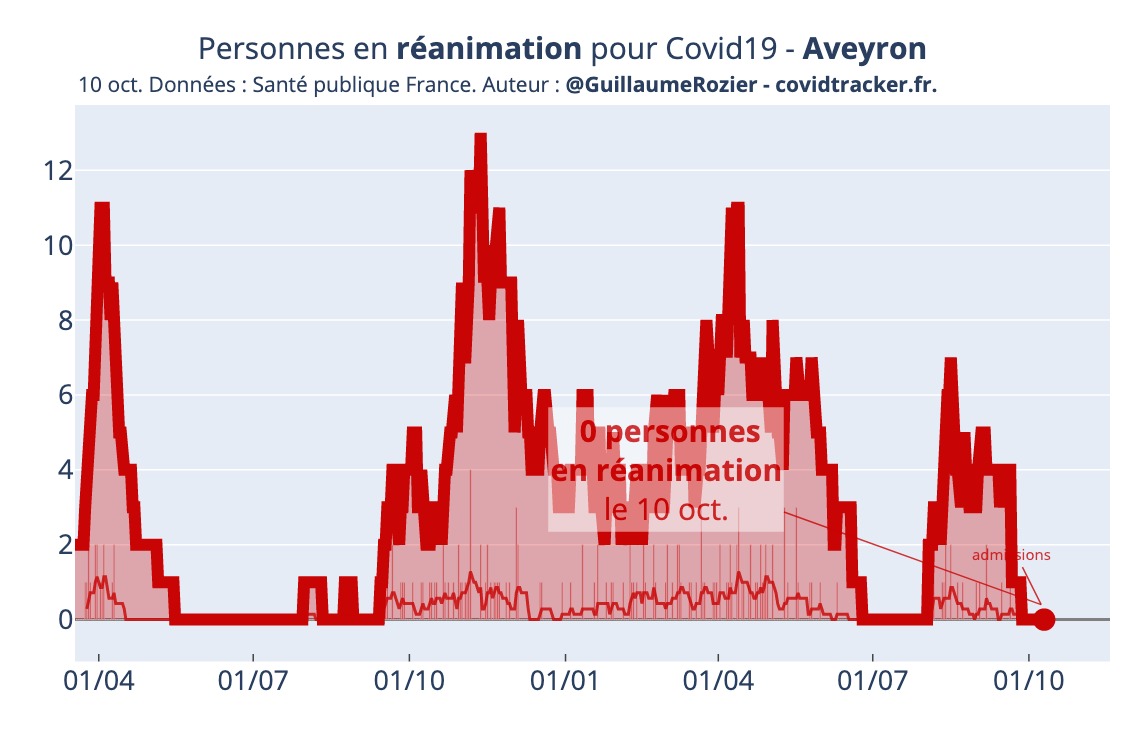 Personnes en réanimation pour Covid19 - Aveyron
10 oct. Données : Santé publique France. Auteur : @GuillaumeRozier - covidtracker.fr.
12
10
8
6
4
2
0
0 personnes
en réanimation
le 10 oct.
admissions
01/04
01/07
01/10
01/01
01/04
01/07
01/10